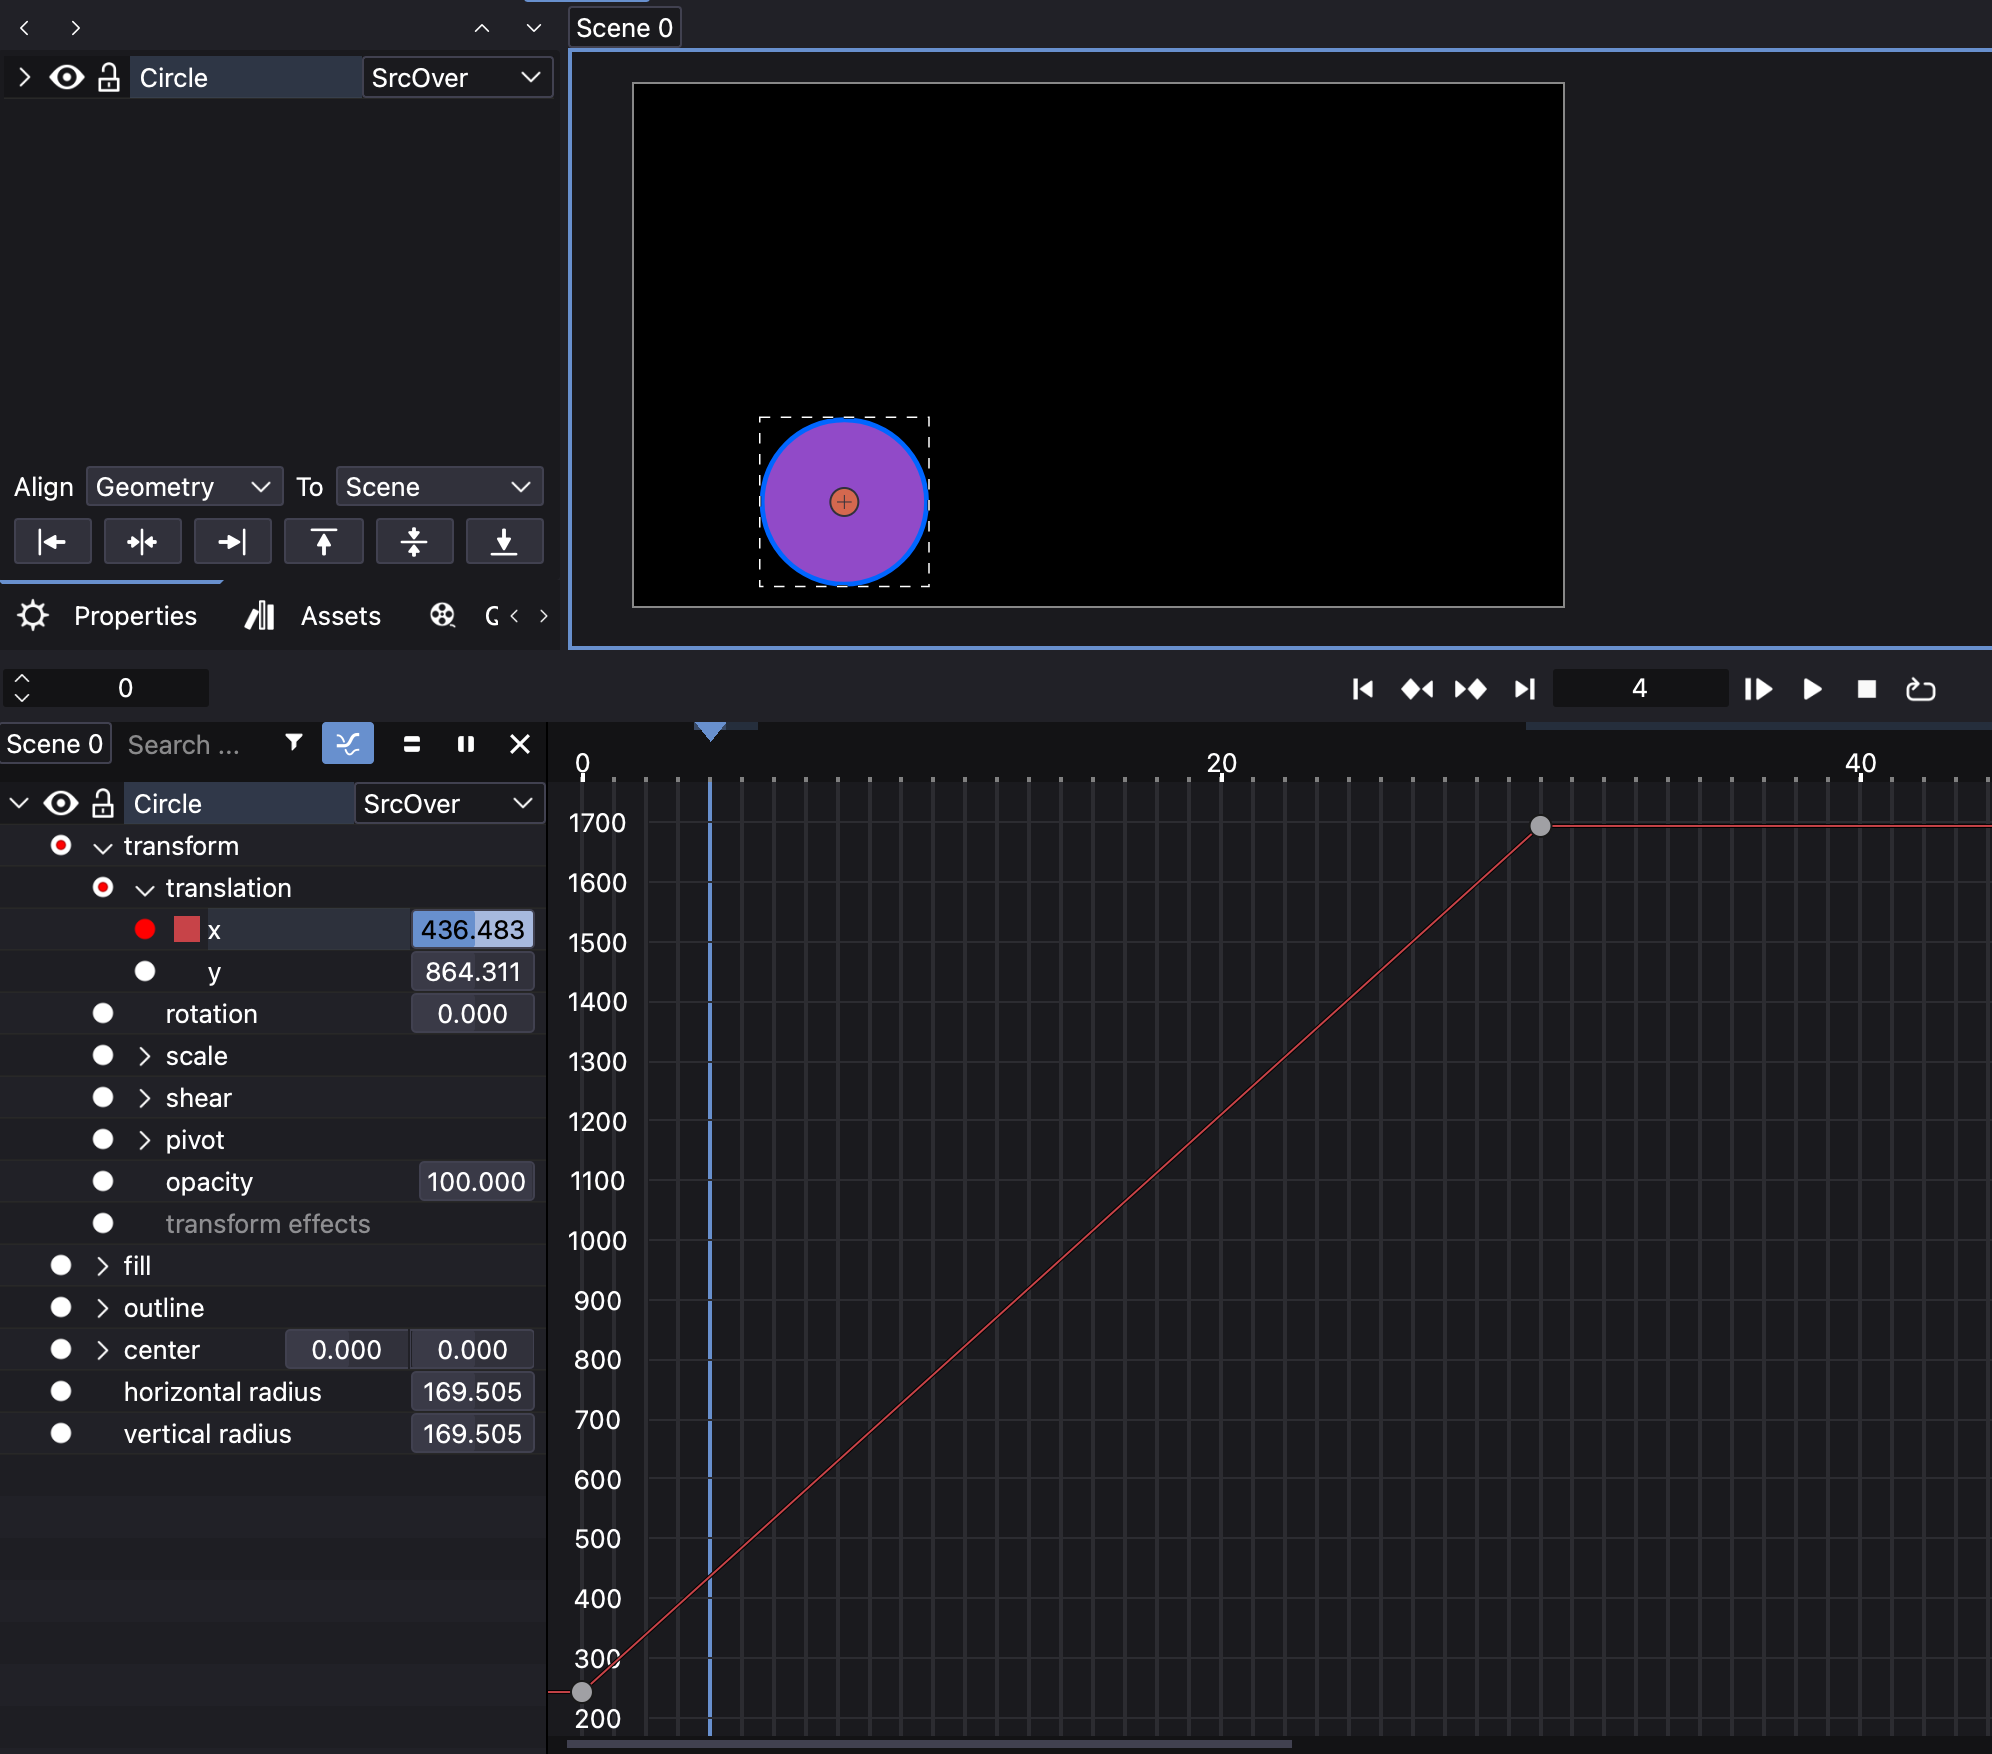 Scene 0
Circle SrcOver
Align Geometry To Scene
Properties Assets
0 4
Scene 0 Search ...
0 20 40
Circle SrcOver
transform
translation
x 436.483
y 864.311
rotation 0.000
scale
shear
pivot
opacity 100.000
transform effects
fill
outline
center 0.000 0.000
horizontal radius 169.505
vertical radius 169.505
1700
1600
1500
1400
1300
1200
1100
1000
900
800
700
600
500
400
300
200